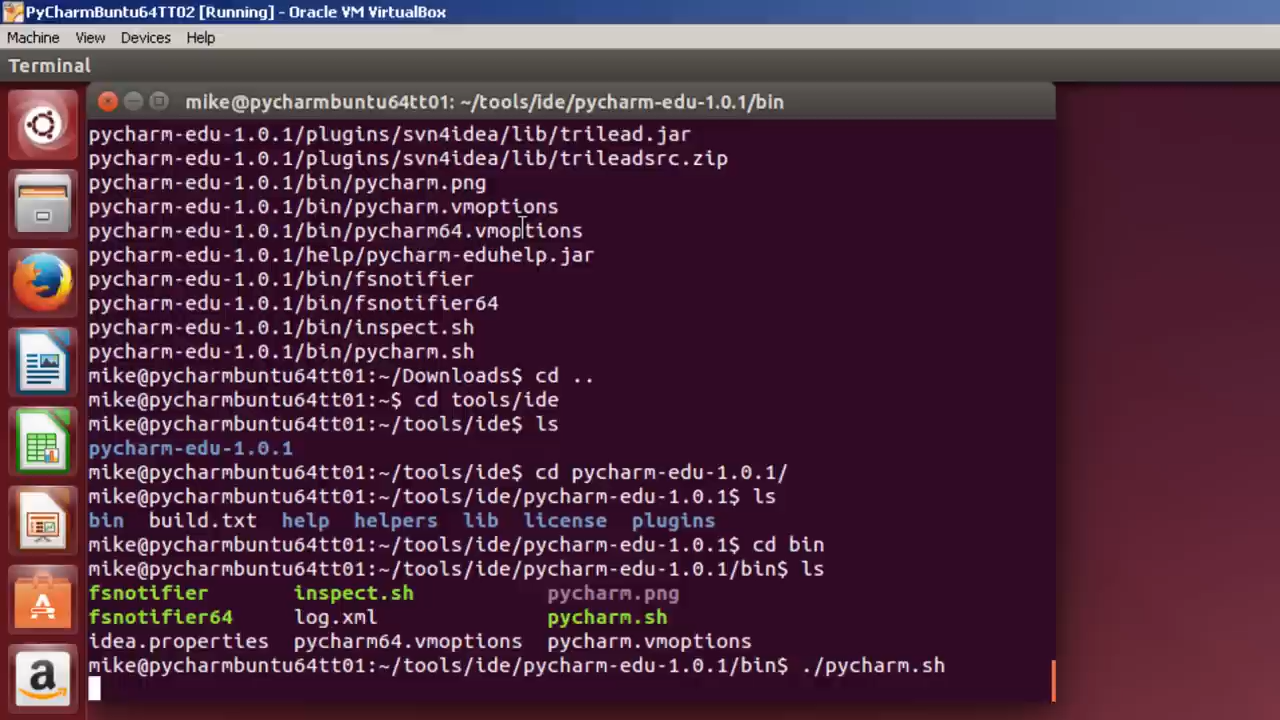 PyCharmBuntu64TT02 [Running] - Oracle VM VirtualBox
Machine View Devices Help
Terminal
mike@pycharmbuntu64tt01: ~/tools/ide/pycharm-edu-1.0.1/bin
pycharm-edu-1.0.1/plugins/svn4idea/lib/trilead.jar
pycharm-edu-1.0.1/plugins/svn4idea/lib/trileadsrc.zip
pycharm-edu-1.0.1/bin/pycharm.png
pycharm-edu-1.0.1/bin/pycharm.vmoptions
pycharm-edu-1.0.1/bin/pycharm64.vmoptions
pycharm-edu-1.0.1/help/pycharm-eduhelp.jar
pycharm-edu-1.0.1/bin/fsnotifier
pycharm-edu-1.0.1/bin/fsnotifier64
pycharm-edu-1.0.1/bin/inspect.sh
pycharm-edu-1.0.1/bin/pycharm.sh
mike@pycharmbuntu64tt01:~/Downloads$ cd ..
mike@pycharmbuntu64tt01:~$ cd tools/ide
mike@pycharmbuntu64tt01:~/tools/ide$ ls
pycharm-edu-1.0.1
mike@pycharmbuntu64tt01:~/tools/ide$ cd pycharm-edu-1.0.1/
mike@pycharmbuntu64tt01:~/tools/ide/pycharm-edu-1.0.1$ ls
bin build.txt help helpers lib license plugins
mike@pycharmbuntu64tt01:~/tools/ide/pycharm-edu-1.0.1$ cd bin
mike@pycharmbuntu64tt01:~/tools/ide/pycharm-edu-1.0.1/bin$ ls
fsnotifier inspect.sh pycharm.png
fsnotifier64 log.xml pycharm.sh
idea.properties pycharm64.vmoptions pycharm.vmoptions
mike@pycharmbuntu64tt01:~/tools/ide/pycharm-edu-1.0.1/bin$ ./pycharm.sh